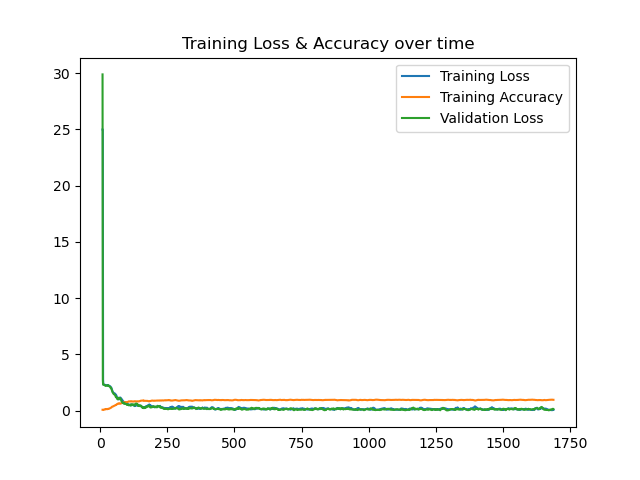 Training Loss & Accuracy over time
Training Loss
Training Accuracy
Validation Loss
30
25
20
15
10
5
0
0 250 500 750 1000 1250 1500 1750